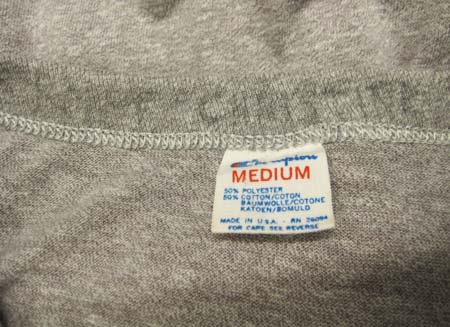 Champion
MEDIUM
50% POLYESTER
50% COTTON/COTON
BAUMWOLLE/COTONE
KATOEN/BOMULD
MADE IN U.S.A. - RN 26094
FOR CARE SEE REVERSE